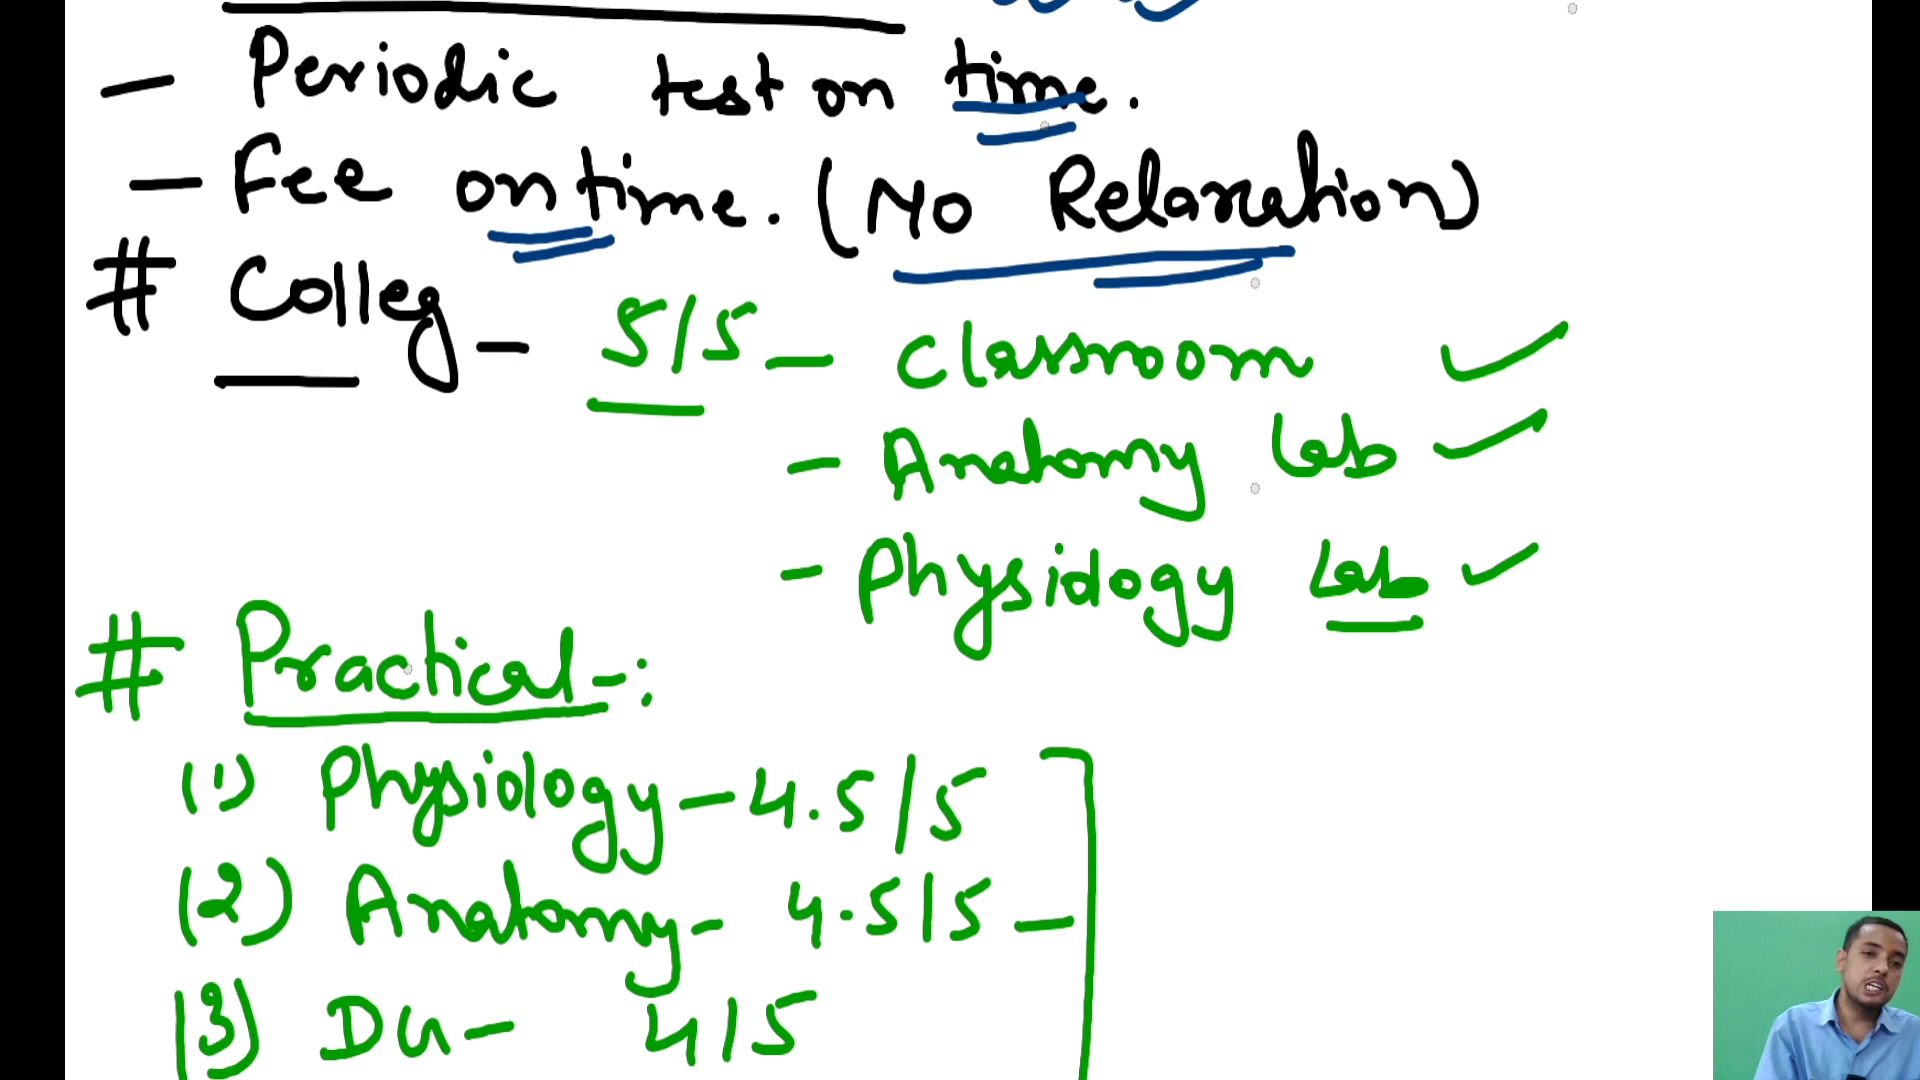 – Periodic test on time.
– Fee on time. (No Relaxation)
# Colleg – 5/5 – Classroom ✓
- Anatomy Lab ✓
- Physiology Lab ✓
# Practical -:
(1) Physiology – 4.5/5
(2) Anatomy - 4.5/5 –
(3) Du – 4/5